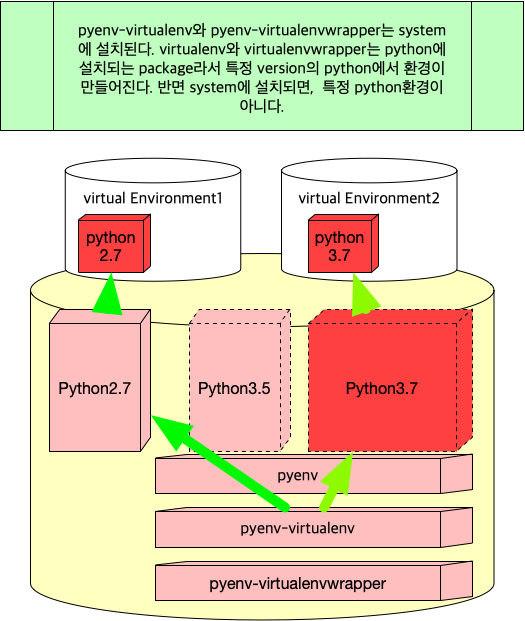 pyenv-virtualenv와 pyenv-virtualenvwrapper는 system
에 설치된다. virtualenv와 virtualenvwrapper는 python에
설치되는 package라서 특정 version의 python에서 환경이
만들어진다. 반면 system에 설치되면, 특정 python환경이
아니다.
virtual Environment1
virtual Environment2
python
2.7
python
3.7
Python2.7
Python3.5
Python3.7
pyenv
pyenv-virtualenv
pyenv-virtualenvwrapper